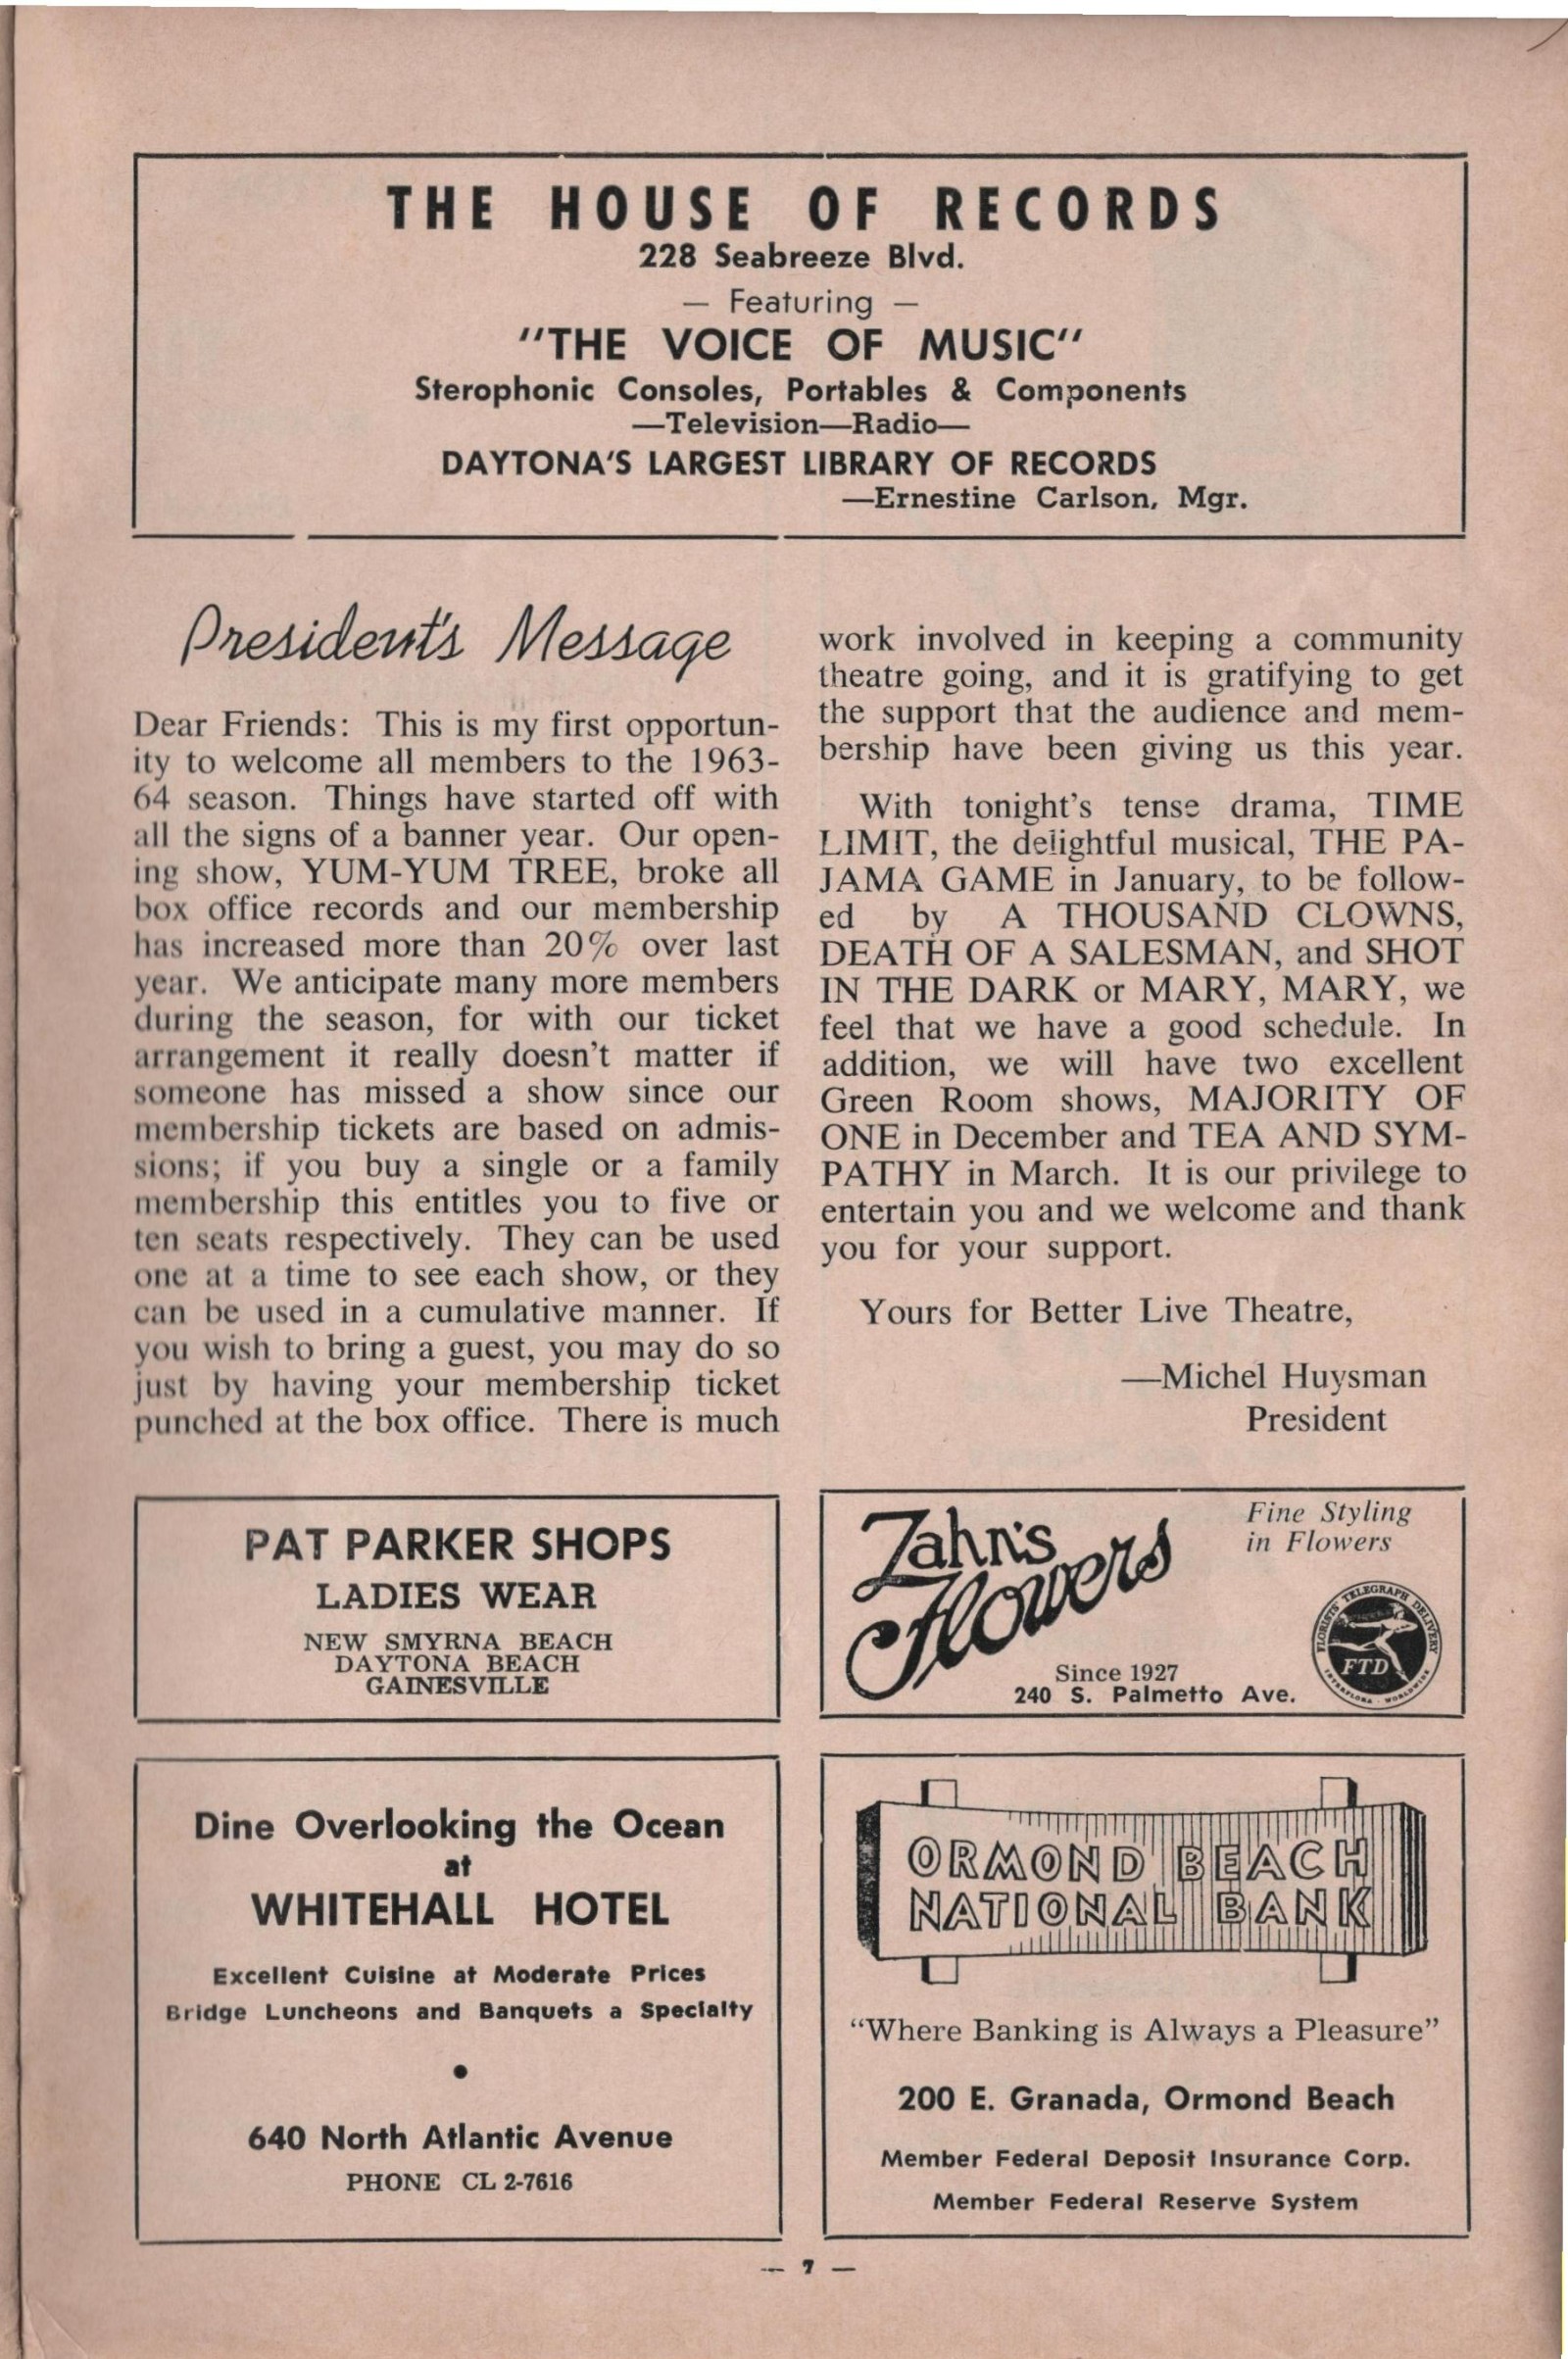 THE HOUSE OF RECORDS
228 Seabreeze Blvd.
— Featuring —
"THE VOICE OF MUSIC"
Sterophonic Consoles, Portables & Components
—Television—Radio—
DAYTONA'S LARGEST LIBRARY OF RECORDS
—Ernestine Carlson, Mgr.
President's Message
Dear Friends: This is my first opportun-
ity to welcome all members to the 1963-
64 season. Things have started off with
all the signs of a banner year. Our open-
ing show, YUM-YUM TREE, broke all
box office records and our membership
has increased more than 20% over last
year. We anticipate many more members
during the season, for with our ticket
arrangement it really doesn't matter if
someone has missed a show since our
membership tickets are based on admis-
sions; if you buy a single or a family
membership this entitles you to five or
ten seats respectively. They can be used
one at a time to see each show, or they
can be used in a cumulative manner. If
you wish to bring a guest, you may do so
just by having your membership ticket
punched at the box office. There is much
work involved in keeping a community
theatre going, and it is gratifying to get
the support that the audience and mem-
bership have been giving us this year.
With tonight's tense drama, TIME
LIMIT, the delightful musical, THE PA-
JAMA GAME in January, to be follow-
ed by A THOUSAND CLOWNS,
DEATH OF A SALESMAN, and SHOT
IN THE DARK or MARY, MARY, we
feel that we have a good schedule. In
addition, we will have two excellent
Green Room shows, MAJORITY OF
ONE in December and TEA AND SYM-
PATHY in March. It is our privilege to
entertain you and we welcome and thank
you for your support.
Yours for Better Live Theatre,
—Michel Huysman
President
PAT PARKER SHOPS
LADIES WEAR
NEW SMYRNA BEACH
DAYTONA BEACH
GAINESVILLE
Zahn's
Flowers
Fine Styling
in Flowers
FLORISTS TELEGRAPH DELIVERY
FTD
INTERFLORA - WORLDWIDE
Since 1927
240 S. Palmetto Ave.
Dine Overlooking the Ocean
at
WHITEHALL HOTEL
Excellent Cuisine at Moderate Prices
Bridge Luncheons and Banquets a Specialty
640 North Atlantic Avenue
PHONE CL 2-7616
ORMOND BEACH
NATIONAL BANK
"Where Banking is Always a Pleasure"
200 E. Granada, Ormond Beach
Member Federal Deposit Insurance Corp.
Member Federal Reserve System
— 7 —